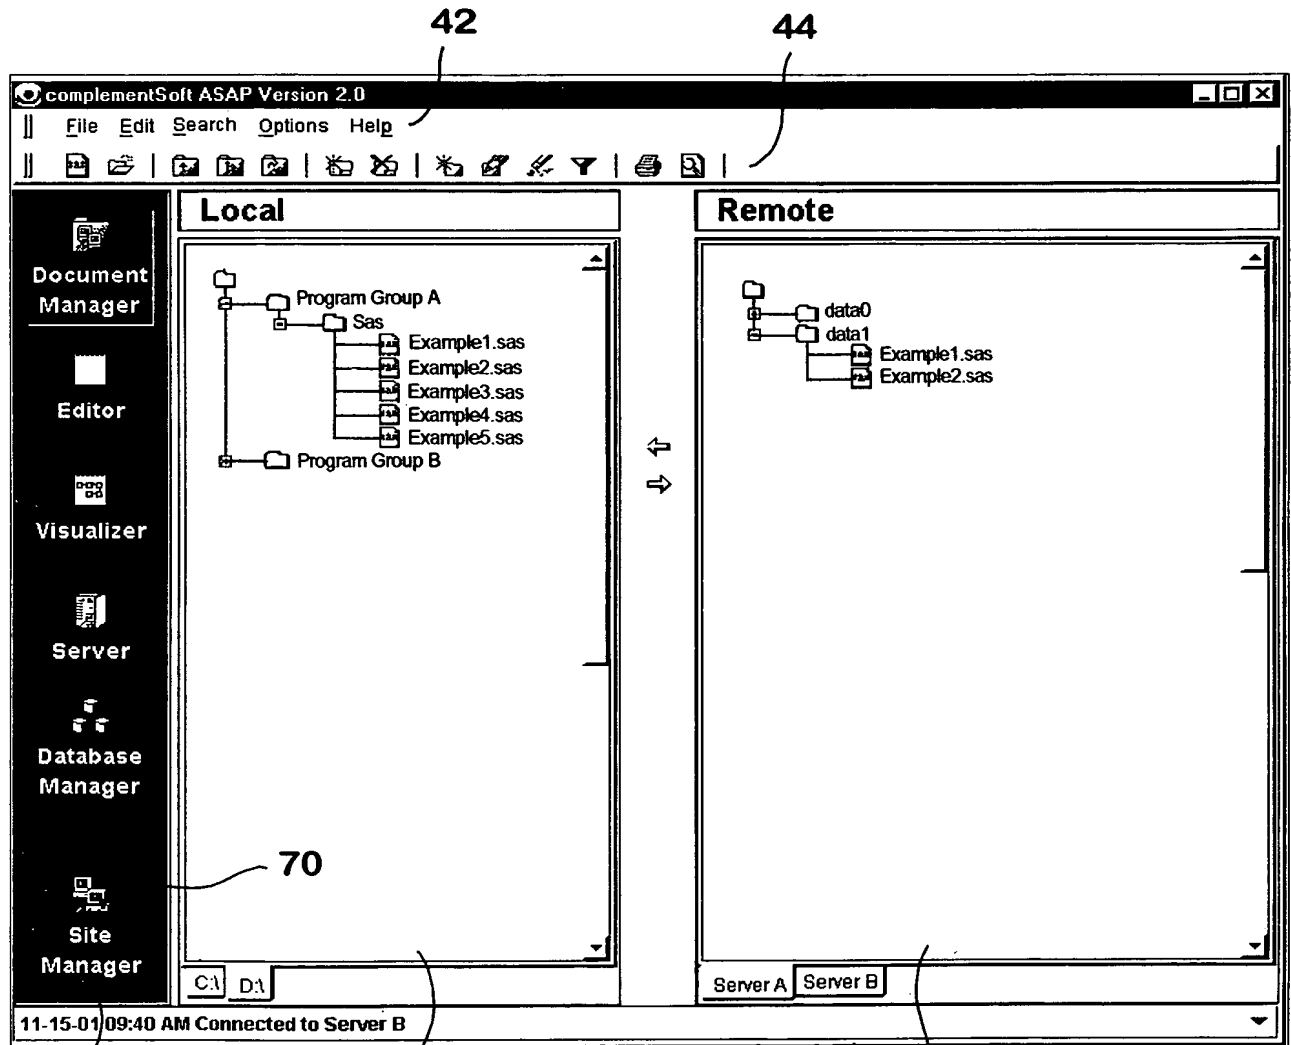 42
44
complementSoft ASAP Version 2.0
File Edit Search Options Help
Local
Remote
Document
Manager
Editor
Visualizer
Server
Database
Manager
Site
Manager
Program Group A
Sas
Example1.sas
Example2.sas
Example3.sas
Example4.sas
Example5.sas
Program Group B
data0
data1
Example1.sas
Example2.sas
70
C:\ D:\
Server A Server B
11-15-01 09:40 AM Connected to Server B